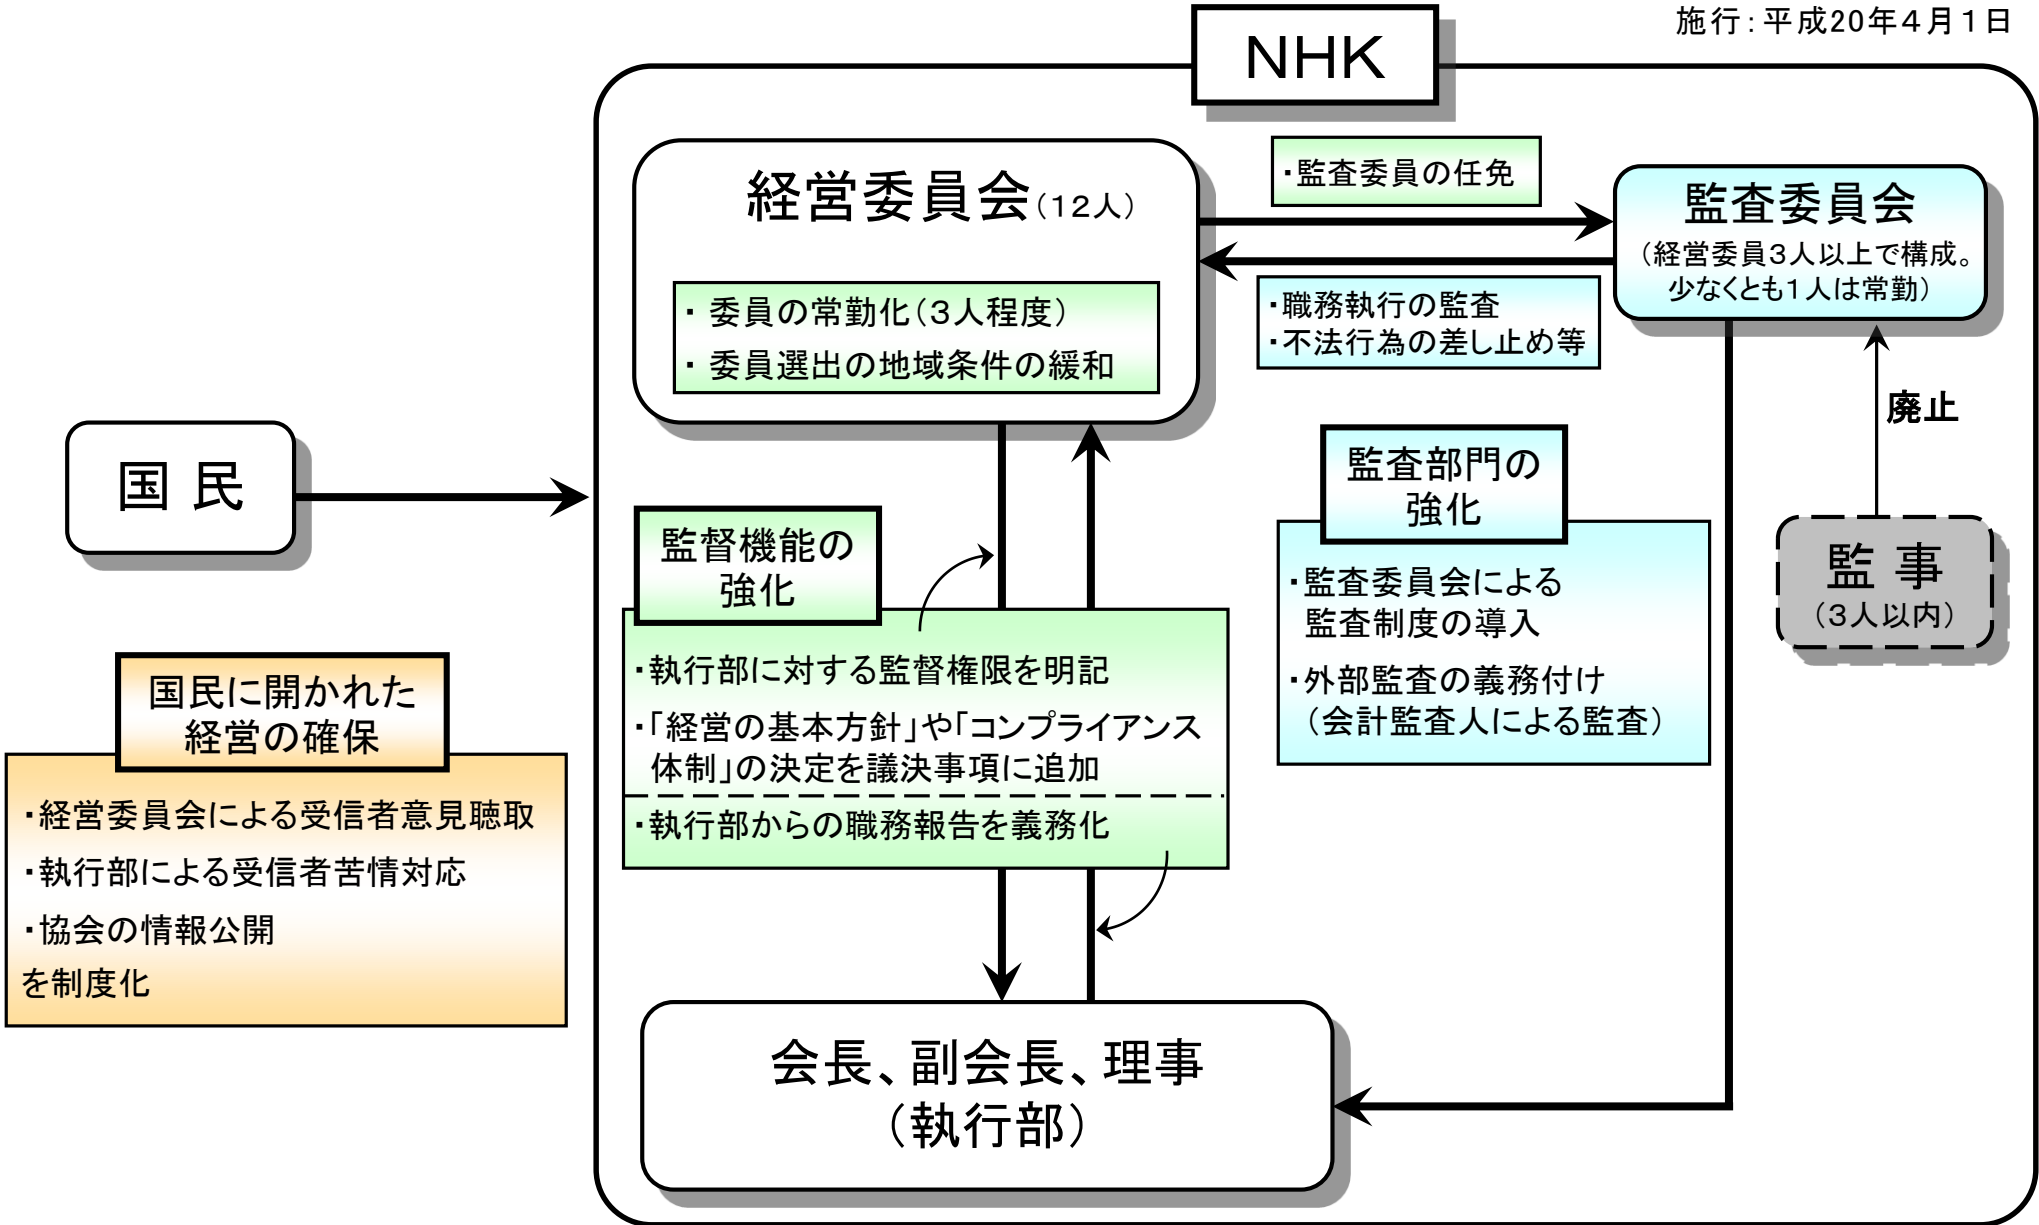 施行：平成20年４月１日
NHK
経営委員会（１２人）
・ 委員の常勤化（３人程度）
・ 委員選出の地域条件の緩和
・監査委員の任免
・職務執行の監査
・不法行為の差し止め等
監査委員会
（経営委員３人以上で構成。
少なくとも１人は常勤）
廃止
監 事
（３人以内）
国 民
監督機能の
強化
・執行部に対する監督権限を明記
・「経営の基本方針」や「コンプライアンス
体制」の決定を議決事項に追加
・執行部からの職務報告を義務化
監査部門の
強化
・監査委員会による
監査制度の導入
・外部監査の義務付け
（会計監査人による監査）
国民に開かれた
経営の確保
・経営委員会による受信者意見聴取
・執行部による受信者苦情対応
・協会の情報公開
を制度化
会長、副会長、理事
（執行部）